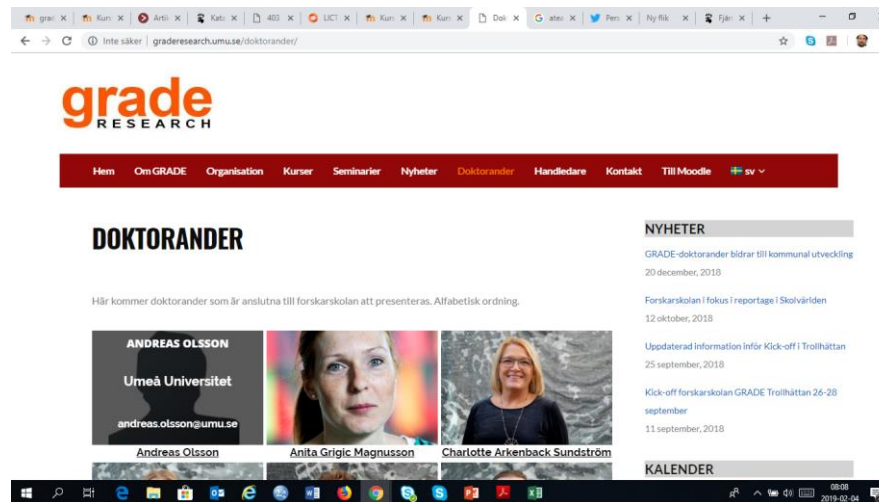 Inte säker | graderesearch.umu.se/doktorander/
grade
RESEARCH
Hem Om GRADE Organisation Kurser Seminarier Nyheter Doktorander Handledare Kontakt Till Moodle sv
DOKTORANDER
Här kommer doktorander som är anslutna till forskarskolan att presenteras. Alfabetisk ordning.
ANDREAS OLSSON
Umeå Universitet
andreas.olsson@umu.se
Andreas Olsson
Anita Grigic Magnusson
Charlotte Arkenback Sundström
NYHETER
GRADE-doktorander bidrar till kommunal utveckling
20 december, 2018
Forskarskolan i fokus i reportage i Skolvärlden
12 oktober, 2018
Uppdaterad information inför Kick-off i Trollhättan
25 september, 2018
Kick-off forskarskolan GRADE Trollhättan 26-28
september
11 september, 2018
KALENDER
08:08
2019-02-04